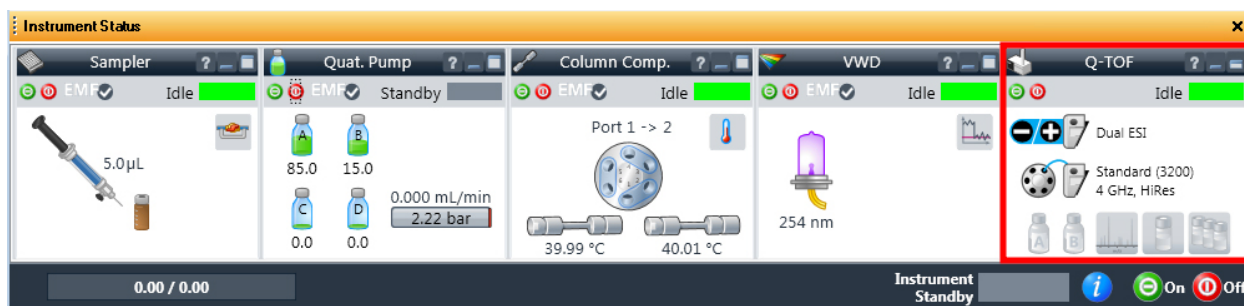 Instrument Status
Sampler ?
EMF Idle
5.0 µL
Quat. Pump ?
EMF Standby
A B
85.0 15.0
C D
0.000 mL/min
2.22 bar
0.0 0.0
Column Comp. ?
EMF Idle
Port 1 -> 2
39.99 °C 40.01 °C
VWD ?
EMF Idle
254 nm
Q-TOF ?
Idle
Dual ESI
Standard (3200)
4 GHz, HiRes
A B
0.00 / 0.00
Instrument
Standby
i On Off